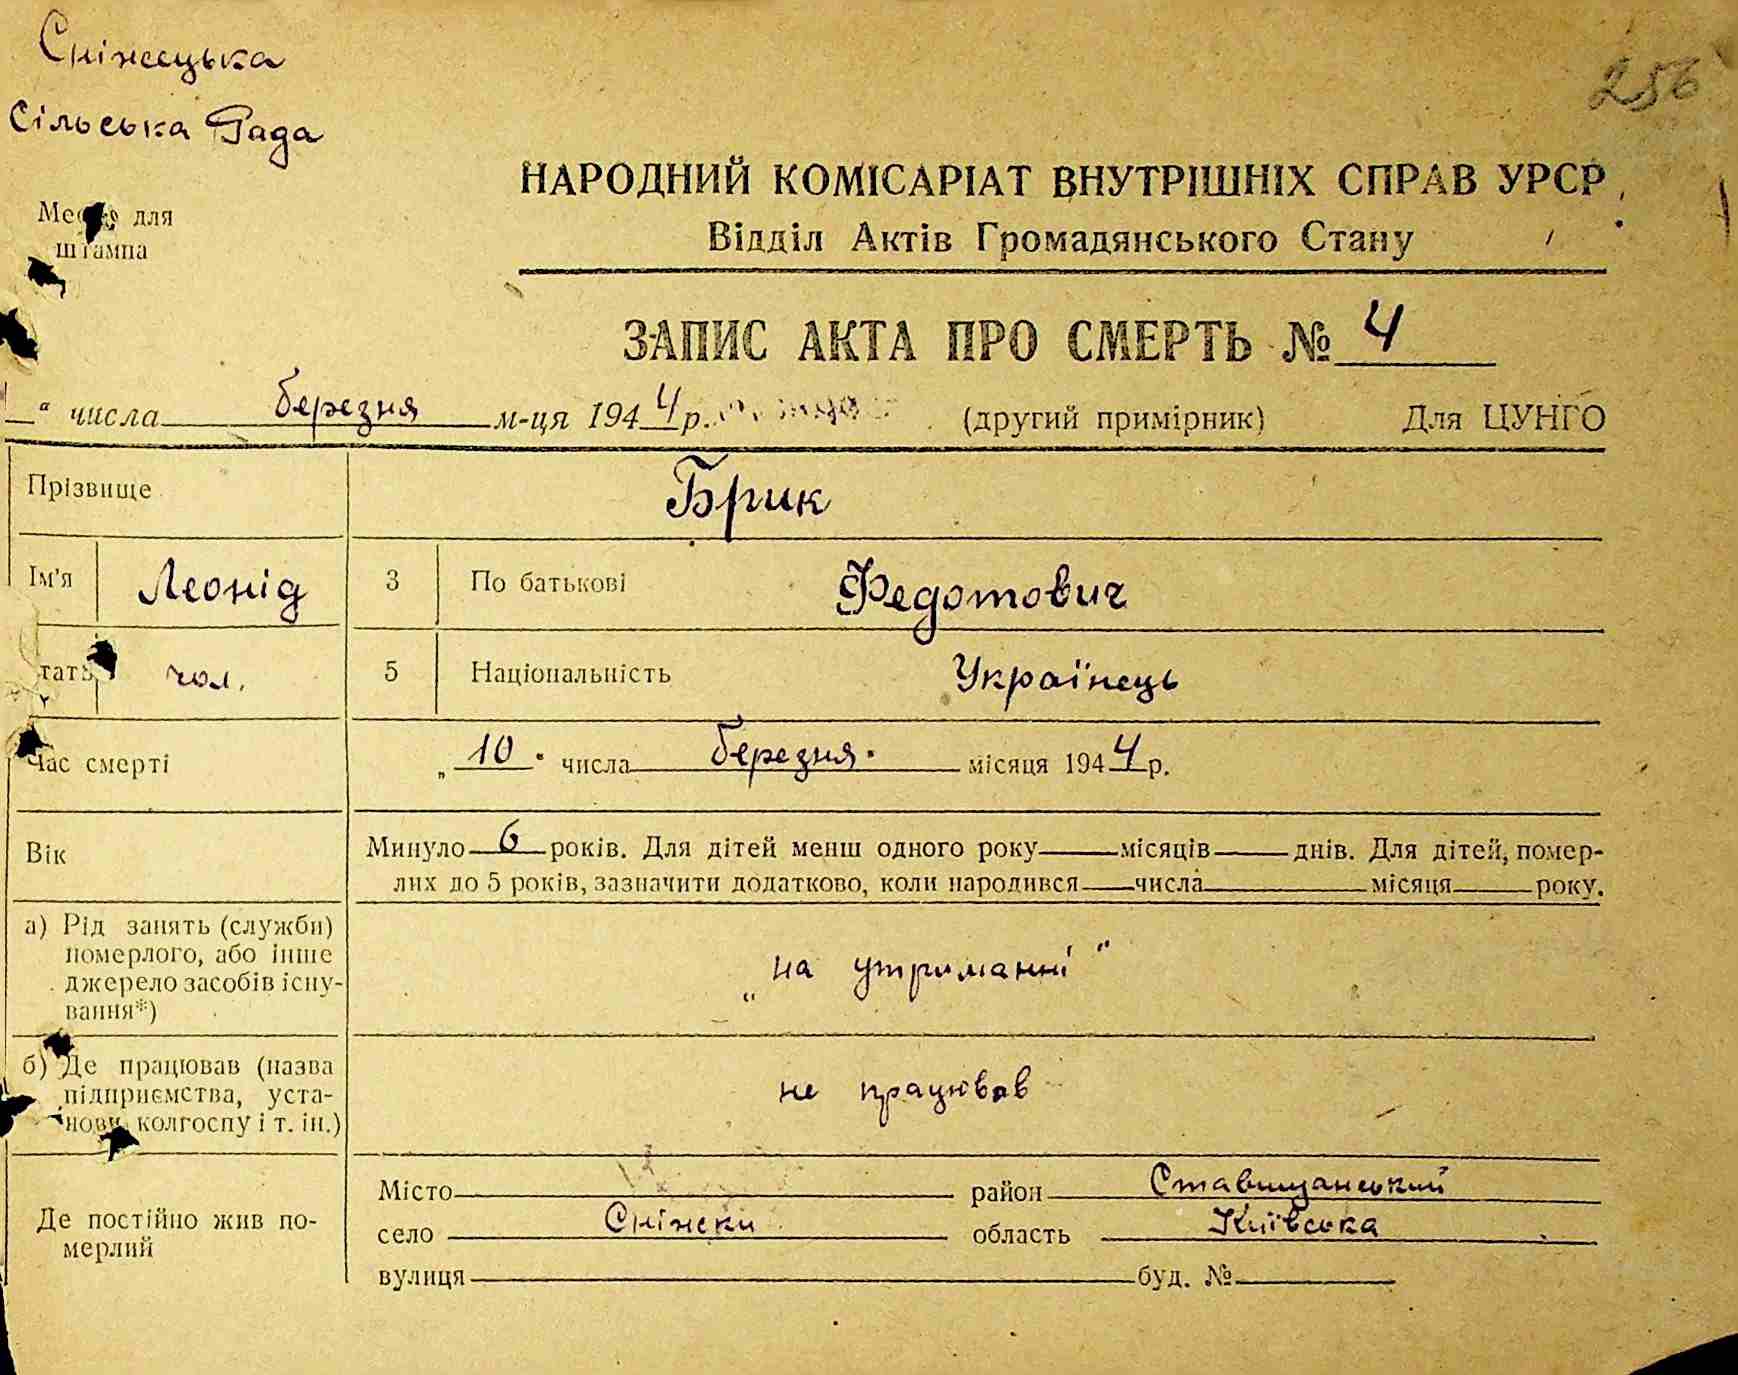 Сніжецька
Сільська Рада
256
Місце для
штампа
НАРОДНИЙ КОМІСАРІАТ ВНУТРІШНІХ СПРАВ УРСР
Відділ Актів Громадянського Стану
ЗАПИС АКТА ПРО СМЕРТЬ № 4
“ числа березня м-ця 1944 р. (другий примірник) Для ЦУНГО
Прізвище Брик
Ім'я Леонід 3 По батькові Федотович
тать чол. 5 Національність Українець
Час смерті „ 10 " числа березня місяця 1944 р.
Вік Минуло 6 років. Для дітей менш одного року місяців днів. Для дітей, помер-
лих до 5 років, зазначити додатково, коли народився числа місяця року.
а) Рід занять (служби)
померлого, або інше
джерело засобів існу-
вання*)
„на утриманні"
б) Де працював (назва
підприємства, уста-
нови, колгоспу і т. ін.)
не працював
Де постійно жив по-
мерлий
Місто район Ставищанський
село Сніжки область Київська
вулиця буд. №